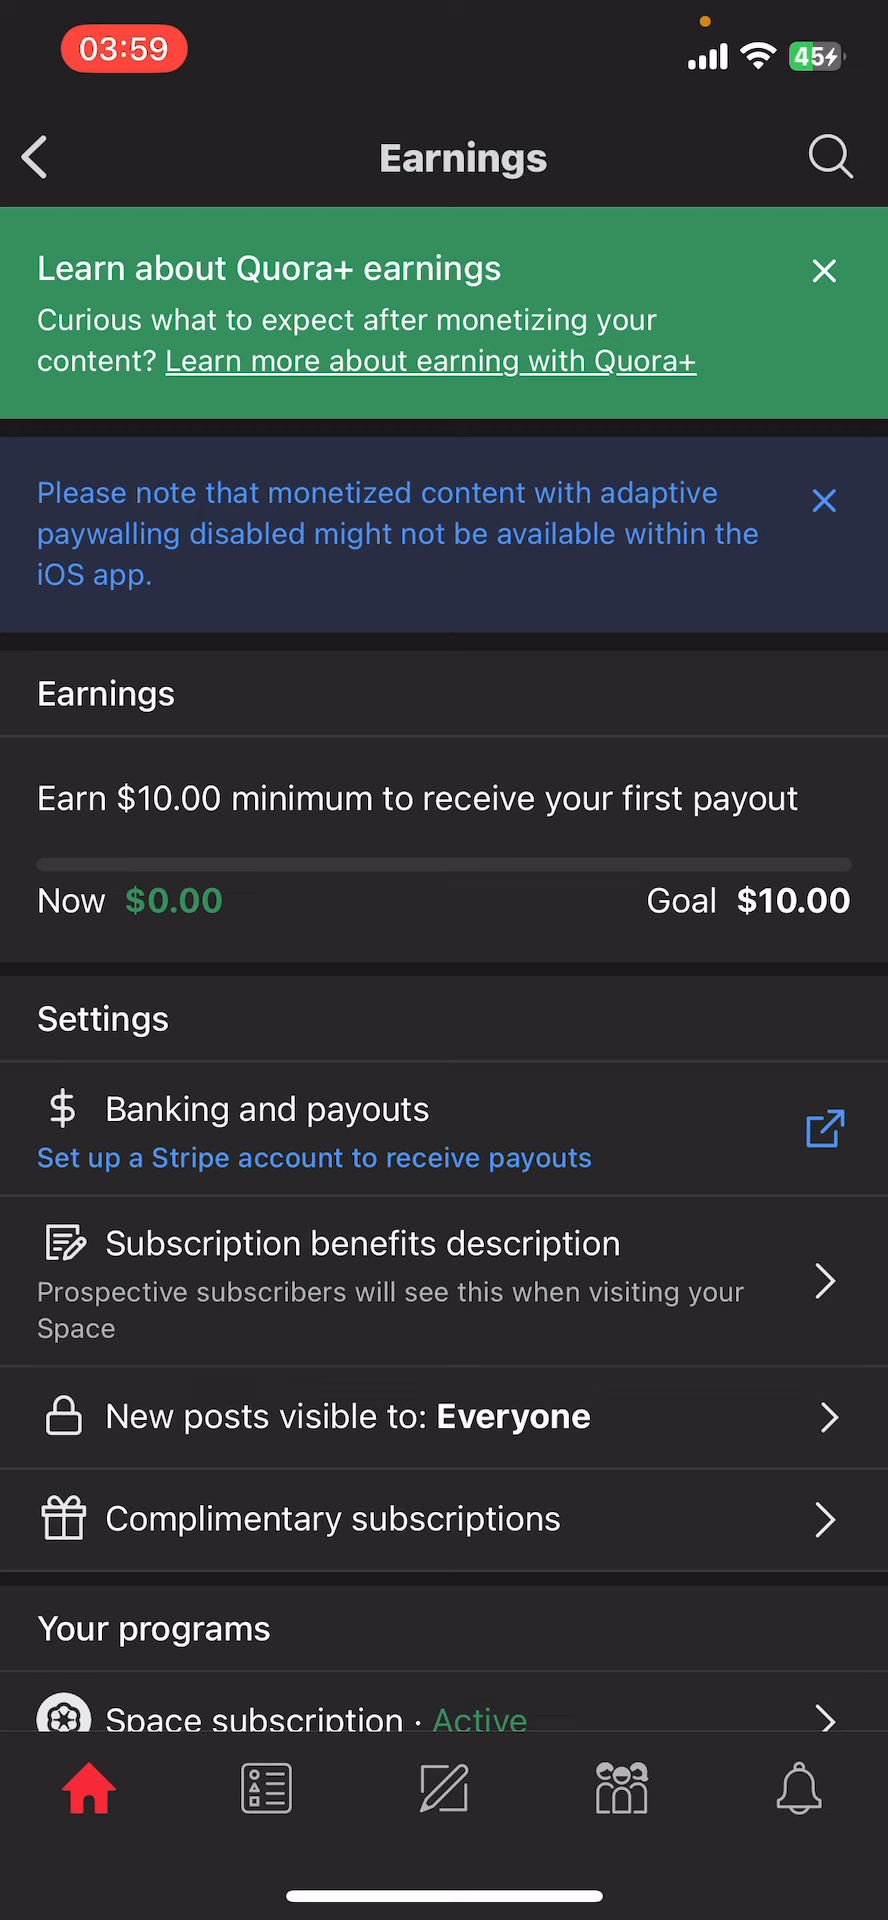 03:59
45
Earnings
Learn about Quora+ earnings
Curious what to expect after monetizing your
content? Learn more about earning with Quora+
Please note that monetized content with adaptive
paywalling disabled might not be available within the
iOS app.
Earnings
Earn $10.00 minimum to receive your first payout
Now $0.00 Goal $10.00
Settings
Banking and payouts
Set up a Stripe account to receive payouts
Subscription benefits description
Prospective subscribers will see this when visiting your
Space
New posts visible to: Everyone
Complimentary subscriptions
Your programs
Space subscription · Active